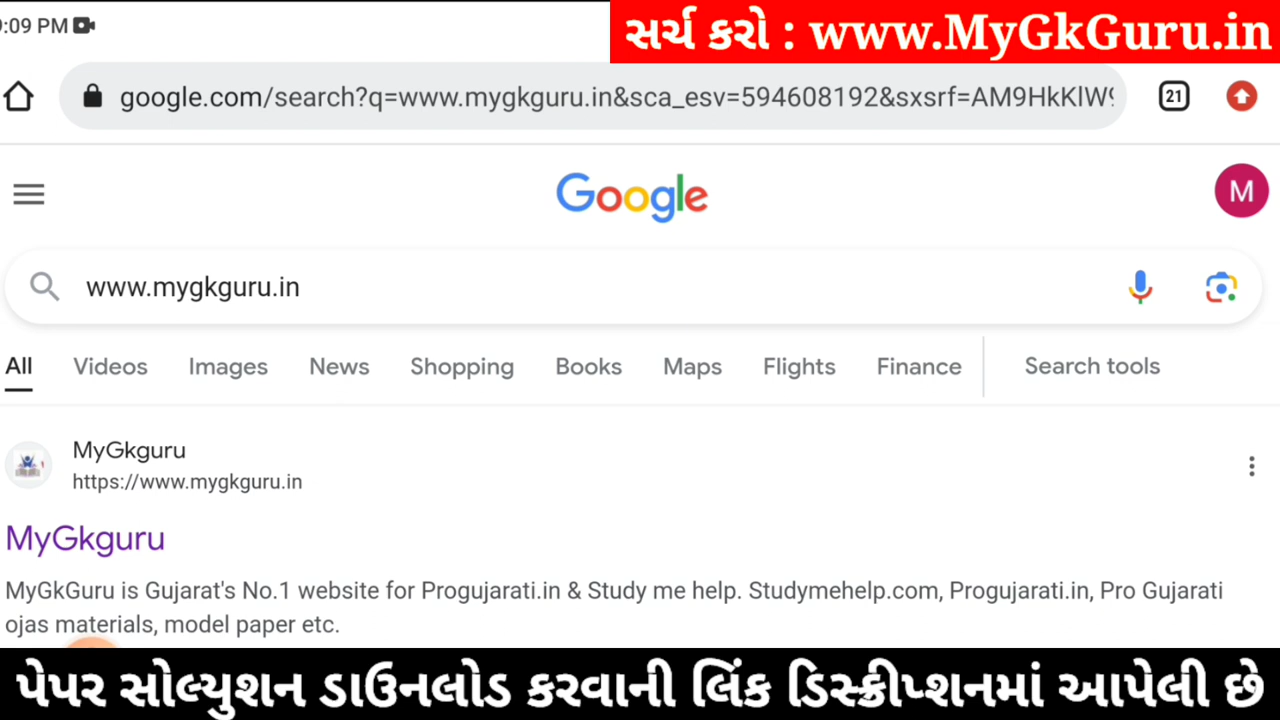 :09 PM
સર્ચ કરો : www.MyGkGuru.in
google.com/search?q=www.mygkguru.in&sca_esv=594608192&sxsrf=AM9HkKlW9
21
Google
M
www.mygkguru.in
All Videos Images News Shopping Books Maps Flights Finance Search tools
MyGkguru
https://www.mygkguru.in
MyGkguru
MyGkGuru is Gujarat's No.1 website for Progujarati.in & Study me help. Studymehelp.com, Progujarati.in, Pro Gujarati
ojas materials, model paper etc.
પેપર સોલ્યુશન ડાઉનલોડ કરવાની લિંક ડિસ્ક્રીપ્શનમાં આપેલી છે